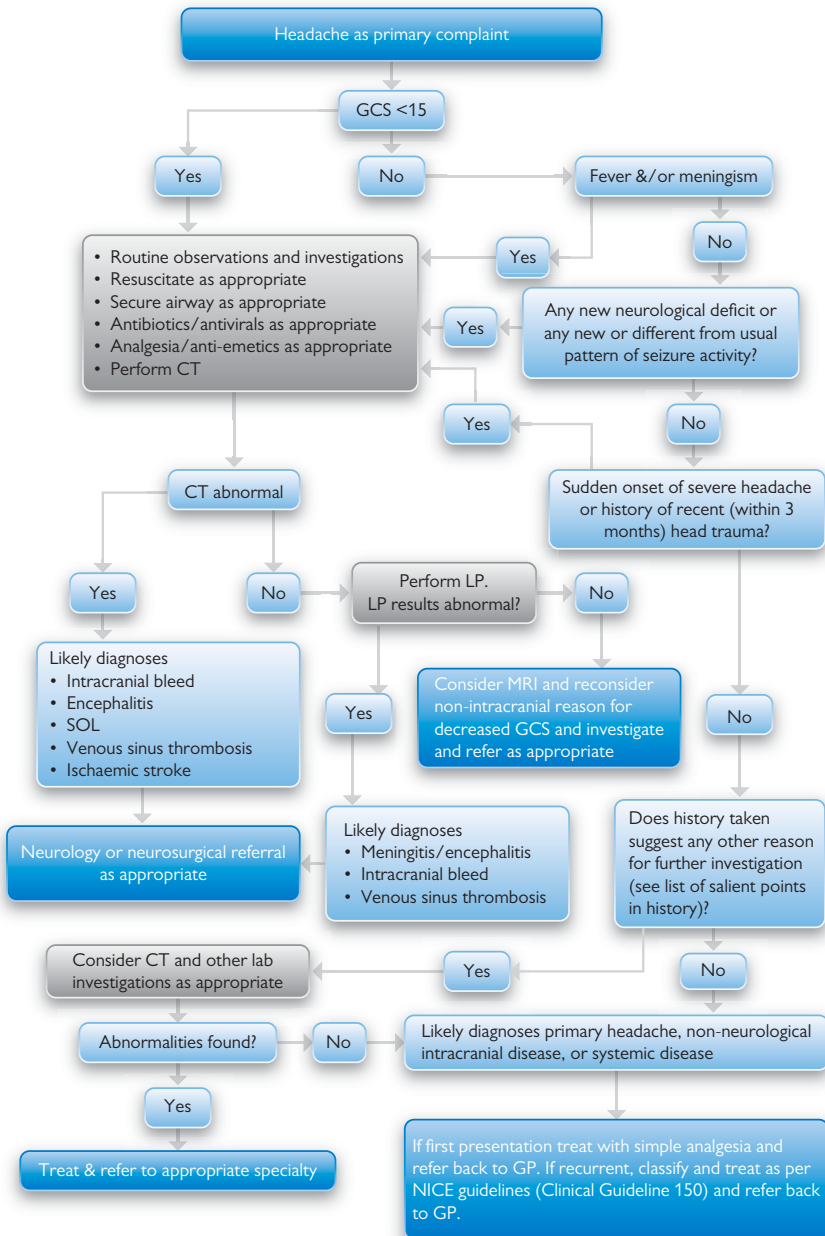 Headache as primary complaint
GCS <15
Yes
No
Fever &/or meningism
No
Yes
• Routine observations and investigations
• Resuscitate as appropriate
• Secure airway as appropriate
• Antibiotics/antivirals as appropriate
• Analgesia/anti-emetics as appropriate
• Perform CT
Yes
Any new neurological deficit or
any new or different from usual
pattern of seizure activity?
No
Yes
CT abnormal
Sudden onset of severe headache
or history of recent (within 3
months) head trauma?
Yes
No
Perform LP.
LP results abnormal?
No
Likely diagnoses
• Intracranial bleed
• Encephalitis
• SOL
• Venous sinus thrombosis
• Ischaemic stroke
Yes
Consider MRI and reconsider
non-intracranial reason for
decreased GCS and investigate
and refer as appropriate
No
Neurology or neurosurgical referral
as appropriate
Likely diagnoses
• Meningitis/encephalitis
• Intracranial bleed
• Venous sinus thrombosis
Does history taken
suggest any other reason
for further investigation
(see list of salient points
in history)?
Consider CT and other lab
investigations as appropriate
Yes
No
Abnormalities found?
No
Likely diagnoses primary headache, non-neurological
intracranial disease, or systemic disease
Yes
Treat & refer to appropriate specialty
If first presentation treat with simple analgesia and
refer back to GP. If recurrent, classify and treat as per
NICE guidelines (Clinical Guideline 150) and refer back
to GP.